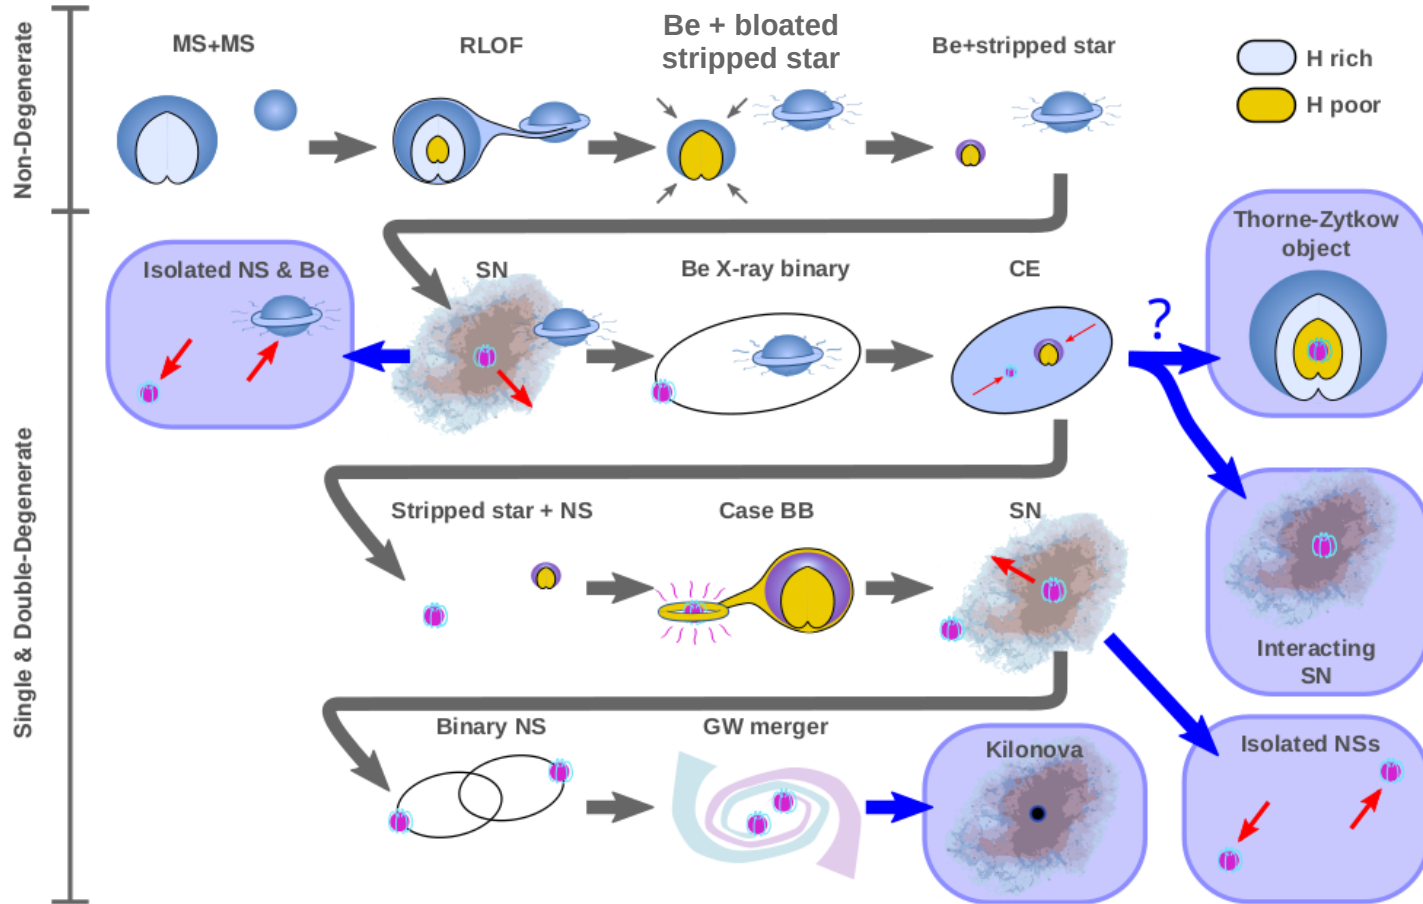 Non-Degenerate
MS+MS
RLOF
Be + bloated
stripped star
Be+stripped star
H rich
H poor
Single & Double-Degenerate
Isolated NS & Be
SN
Be X-ray binary
CE
?
Thorne-Zytkow
object
Stripped star + NS
Case BB
SN
Interacting
SN
Binary NS
GW merger
Kilonova
Isolated NSs